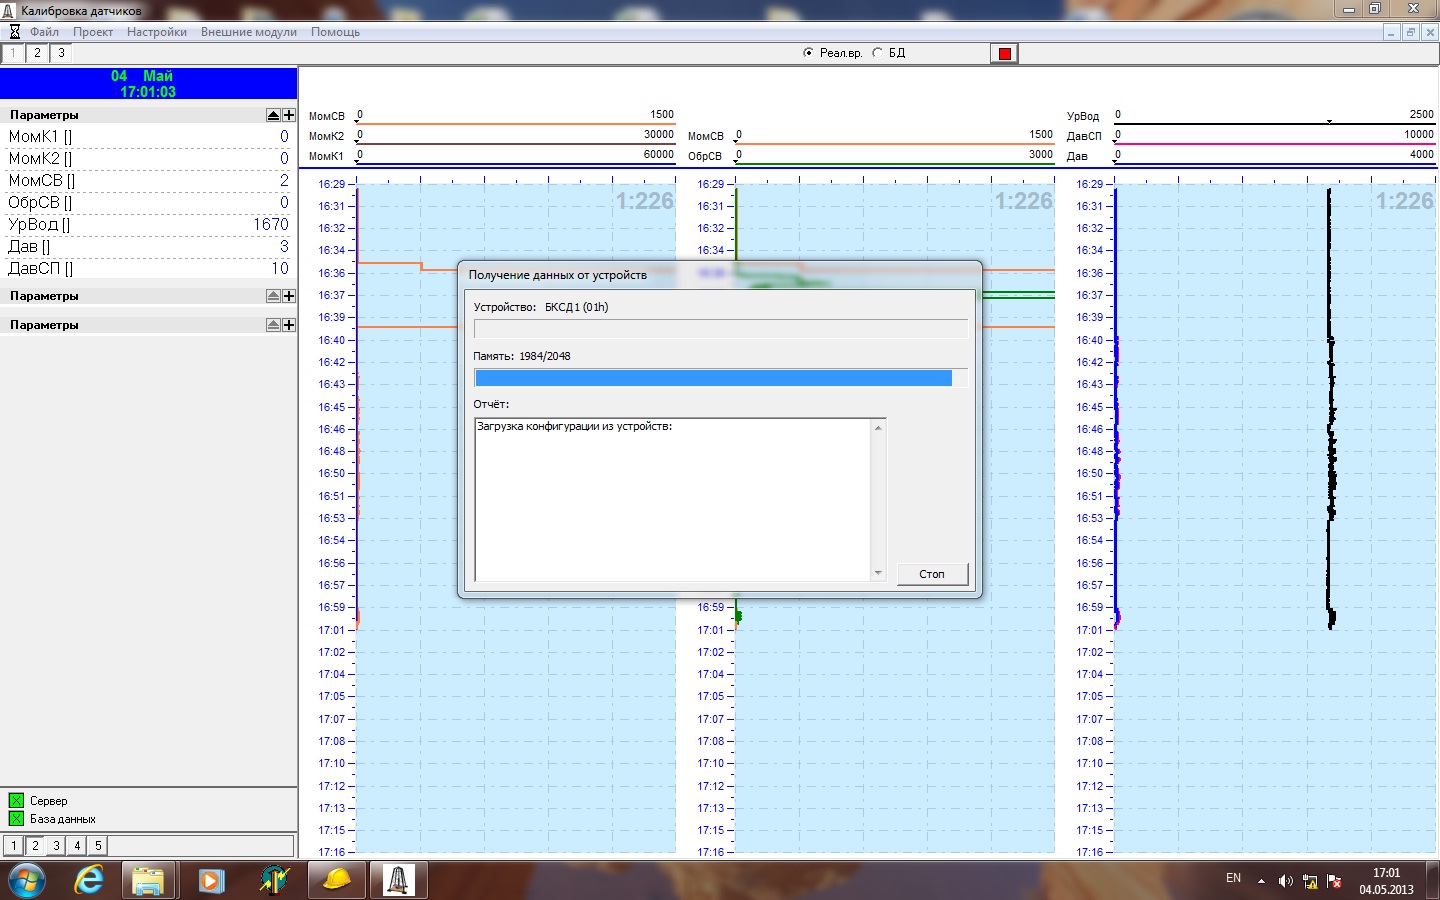 Калибровка датчиков
Файл Проект Настройки Внешние модули Помощь
1 2 3 Реал.вр. БД
04 Май
17:01:03
Параметры
МомК1 [] 0
МомК2 [] 0
МомСВ [] 2
ОбрСВ [] 0
УрВод [] 1670
Дав [] 3
ДавСП [] 10
Параметры
Параметры
Сервер
База данных
1 2 3 4 5
МомСВ 0 1500
МомК2 0 30000
МомК1 0 60000
1:226
16:29
16:31
16:32
16:34
16:36
16:37
16:39
16:40
16:42
16:43
16:45
16:46
16:48
16:50
16:51
16:53
16:54
16:56
16:57
16:59
17:01
17:02
17:04
17:05
17:07
17:08
17:10
17:12
17:13
17:15
17:16
МомСВ 0 1500
ОбрСВ 0 3000
1:226
16:29
16:31
16:32
16:34
16:59
17:01
17:02
17:04
17:05
17:07
17:08
17:10
17:12
17:13
17:15
17:16
УрВод 0 2500
ДавСП 0 10000
Дав 0 4000
1:226
16:29
16:31
16:32
16:34
16:36
16:37
16:39
16:40
16:42
16:43
16:45
16:46
16:48
16:50
16:51
16:53
16:54
16:56
16:57
16:59
17:01
17:02
17:04
17:05
17:07
17:08
17:10
17:12
17:13
17:15
17:16
Получение данных от устройств
Устройство: БКСД1 (01h)
Память: 1984/2048
Отчёт:
Загрузка конфигурации из устройств:
Стоп
EN
17:01
04.05.2013